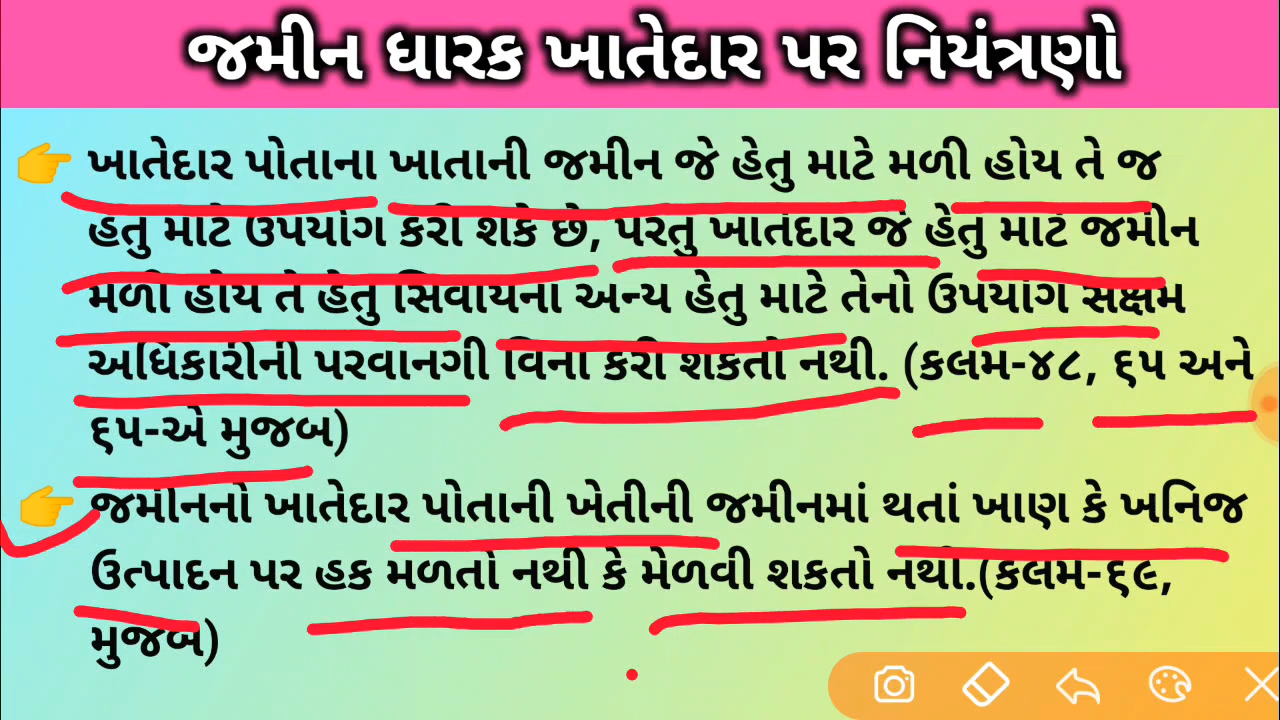 જમીન ધારક ખાતેદાર પર નિયંત્રણો
ખાતેદાર પોતાના ખાતાની જમીન જે હેતુ માટે મળી હોય તે જ
હેતુ માટે ઉપયોગ કરી શકે છે, પરંતુ ખાતેદાર જે હેતુ માટે જમીન
મળી હોય તે હેતુ સિવાયના અન્ય હેતુ માટે તેનો ઉપયોગ સક્ષમ
અધિકારીની પરવાનગી વિના કરી શકતો નથી. (કલમ-૪૮, ૬૫ અને
૬૫-એ મુજબ)
જમીનનો ખાતેદાર પોતાની ખેતીની જમીનમાં થતાં ખાણ કે ખનિજ
ઉત્પાદન પર હક મળતો નથી કે મેળવી શકતો નથી.(કલમ-૬૯,
મુજબ)